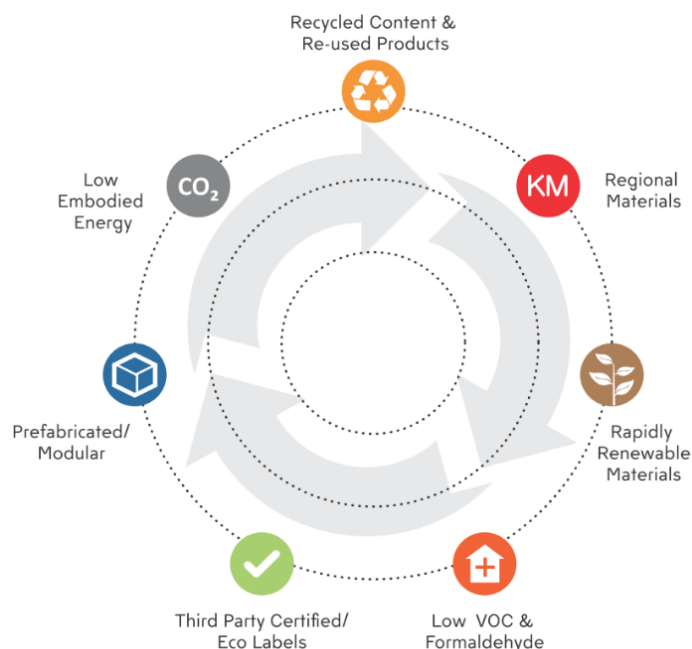 Recycled Content &
Re-used Products
KM
Regional
Materials
Rapidly
Renewable
Materials
Low VOC &
Formaldehyde
Third Party Certified/
Eco Labels
Prefabricated/
Modular
CO₂
Low
Embodied
Energy